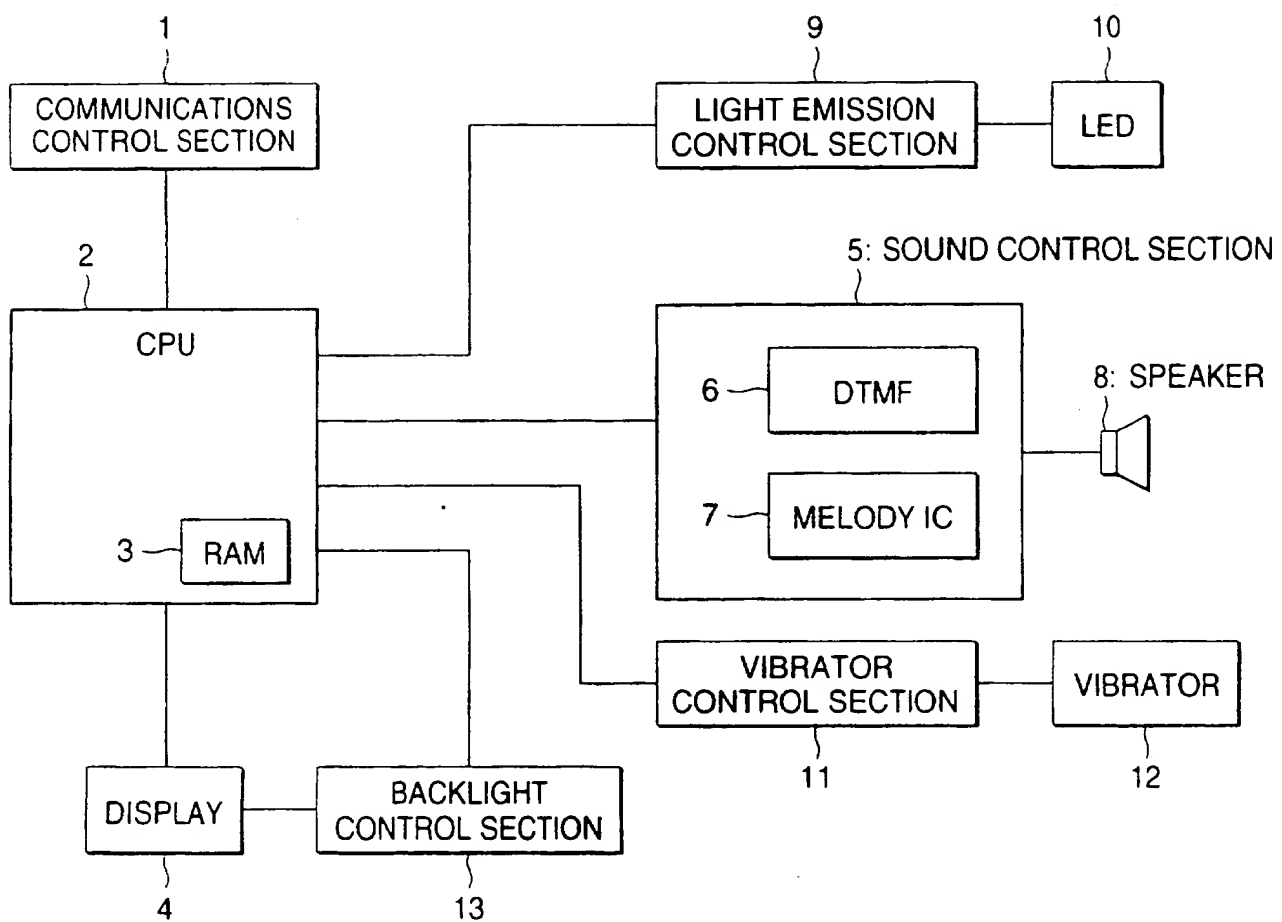 1
COMMUNICATIONS
CONTROL SECTION
9
LIGHT EMISSION
CONTROL SECTION
10
LED
2
CPU
3
RAM
5: SOUND CONTROL SECTION
6
DTMF
7
MELODY IC
8: SPEAKER
VIBRATOR
CONTROL SECTION
11
VIBRATOR
12
DISPLAY
4
BACKLIGHT
CONTROL SECTION
13